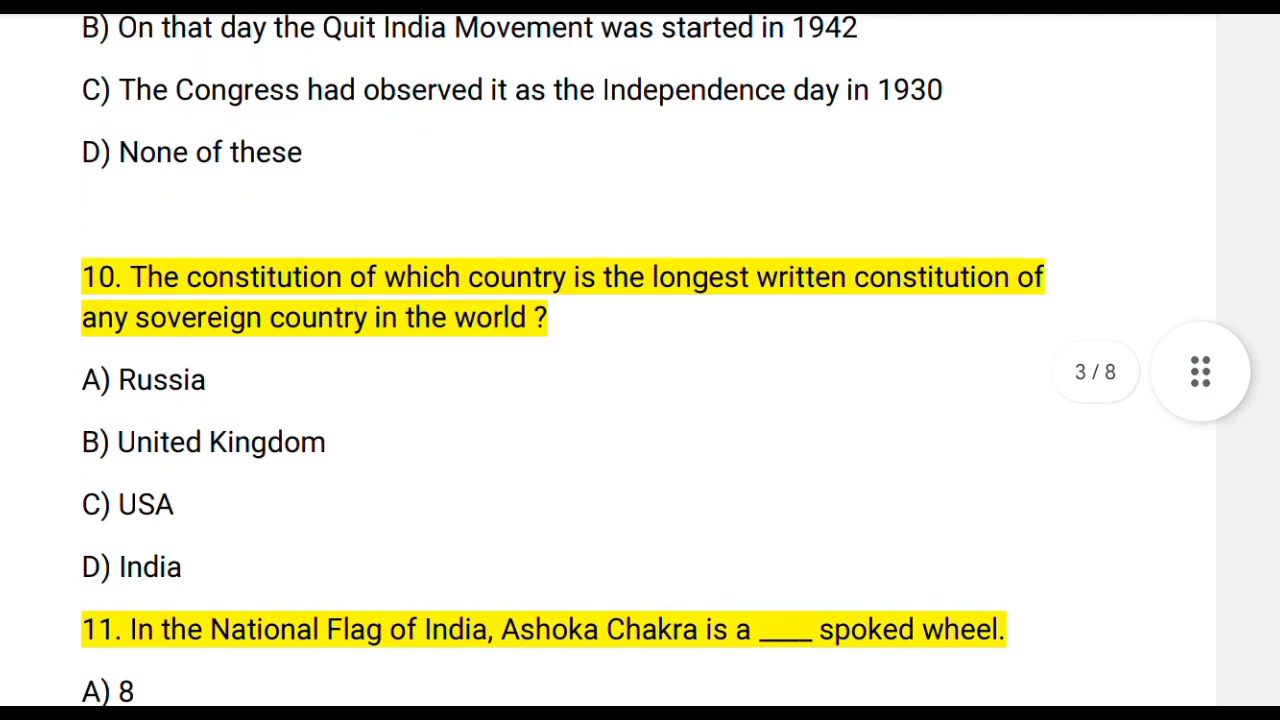 B) On that day the Quit India Movement was started in 1942
C) The Congress had observed it as the Independence day in 1930
D) None of these
10. The constitution of which country is the longest written constitution of
any sovereign country in the world ?
A) Russia
3 / 8
B) United Kingdom
C) USA
D) India
11. In the National Flag of India, Ashoka Chakra is a ____ spoked wheel.
A) 8